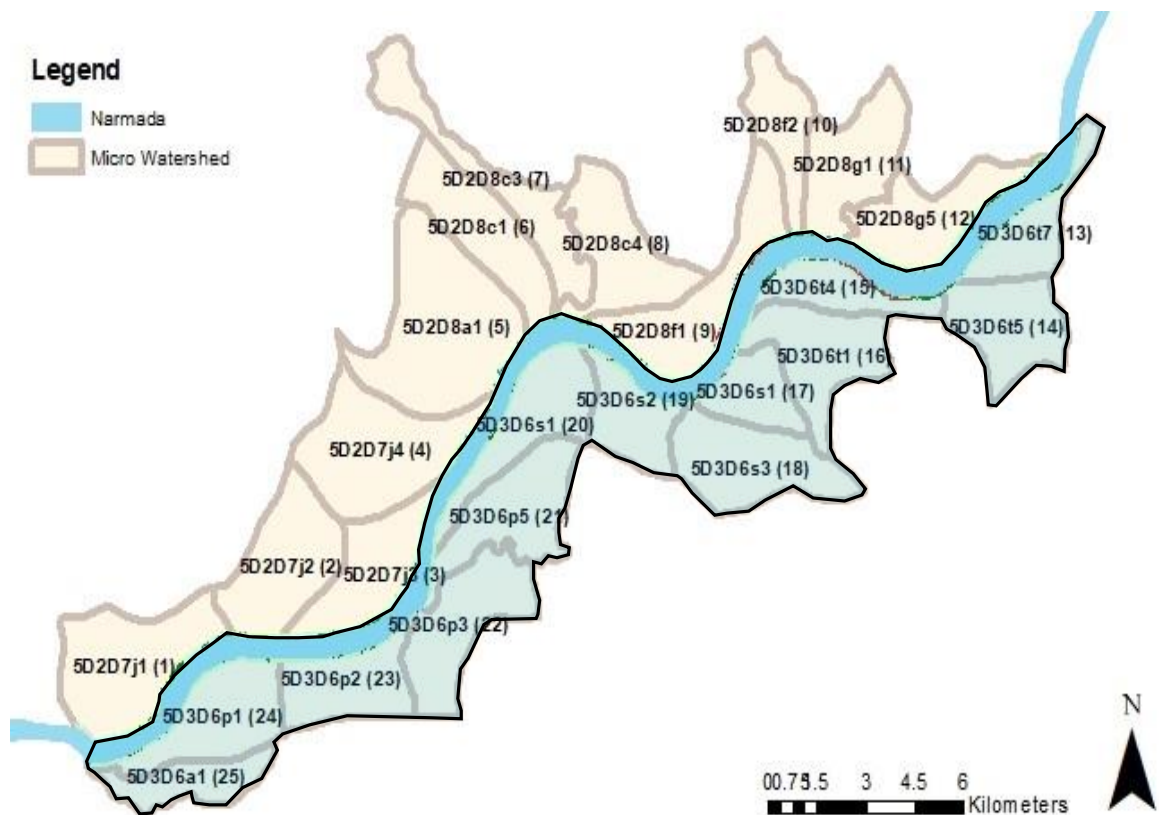 Legend
Narmada
Micro Watershed
5D2D8f2 (10)
5D2D8g1 (11)
5D2D8c3 (7)
5D2D8c1 (6)
5D2D8c4 (8)
5D2D8g5 (12)
5D3D6t7 (13)
5D3D6t4 (15)
5D2D8a1 (5)
5D2D8f1 (9)
5D3D6t5 (14)
5D3D6t1 (16)
5D3D6s2 (19)
5D3D6s1 (17)
5D3D6s1 (20)
5D2D7j4 (4)
5D3D6s3 (18)
5D3D6p5 (21)
5D2D7j2 (2)
5D2D7j3 (3)
5D3D6p3 (22)
5D2D7j1 (1)
5D3D6p2 (23)
5D3D6p1 (24)
5D3D6a1 (25)
N
3 4.5 6
Kilometers